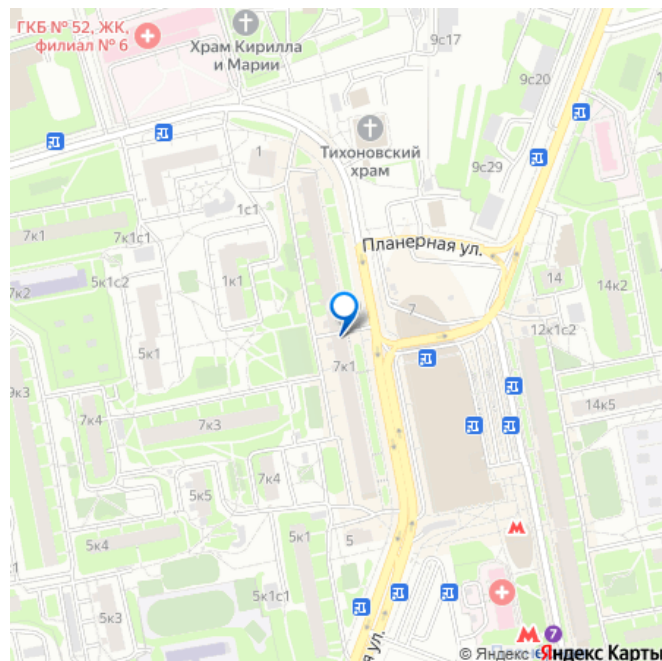 ГКБ № 52, ЖК,
филиал № 6
Храм Кирилла
и Марии
9с17
9с20
Тихоновский
храм
9с29
1
1с1
7к1
7к1с1
Планерная ул.
5к1с2
1к1
7к2
14
14к2
7
12к1с2
5к1
7к1
9к3
7к4
7к3
14к5
7к4
5к5
5к4
5к1
5
5к1с1
5к3
7
ул.
© Яндекс
Яндекс Карты